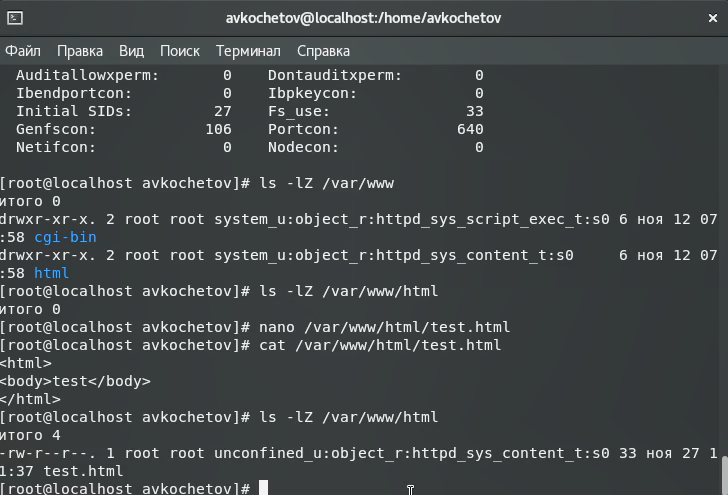 avkochetov@localhost:/home/avkochetov
Файл Правка Вид Поиск Терминал Справка
Auditallowxperm: 0 Dontauditxperm: 0
Ibendportcon: 0 Ibpkeycon: 0
Initial SIDs: 27 Fs_use: 33
Genfscon: 106 Portcon: 640
Netifcon: 0 Nodecon: 0
[root@localhost avkochetov]# ls -lZ /var/www
итого 0
drwxr-xr-x. 2 root root system_u:object_r:httpd_sys_script_exec_t:s0 6 ноя 12 07
:58 cgi-bin
drwxr-xr-x. 2 root root system_u:object_r:httpd_sys_content_t:s0 6 ноя 12 07
:58 html
[root@localhost avkochetov]# ls -lZ /var/www/html
итого 0
[root@localhost avkochetov]# nano /var/www/html/test.html
[root@localhost avkochetov]# cat /var/www/html/test.html
<html>
<body>test</body>
</html>
[root@localhost avkochetov]# ls -lZ /var/www/html
итого 4
-rw-r--r--. 1 root root unconfined_u:object_r:httpd_sys_content_t:s0 33 ноя 27 1
1:37 test.html
[root@localhost avkochetov]#